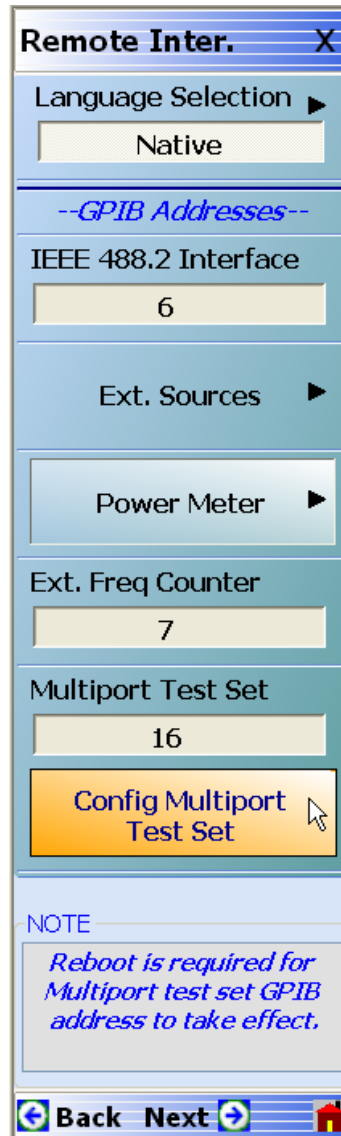 Remote Inter. X
Language Selection
Native
--GPIB Addresses--
IEEE 488.2 Interface
6
Ext. Sources
Power Meter
Ext. Freq Counter
7
Multiport Test Set
16
Config Multiport
Test Set
NOTE
Reboot is required for
Multiport test set GPIB
address to take effect.
Back Next